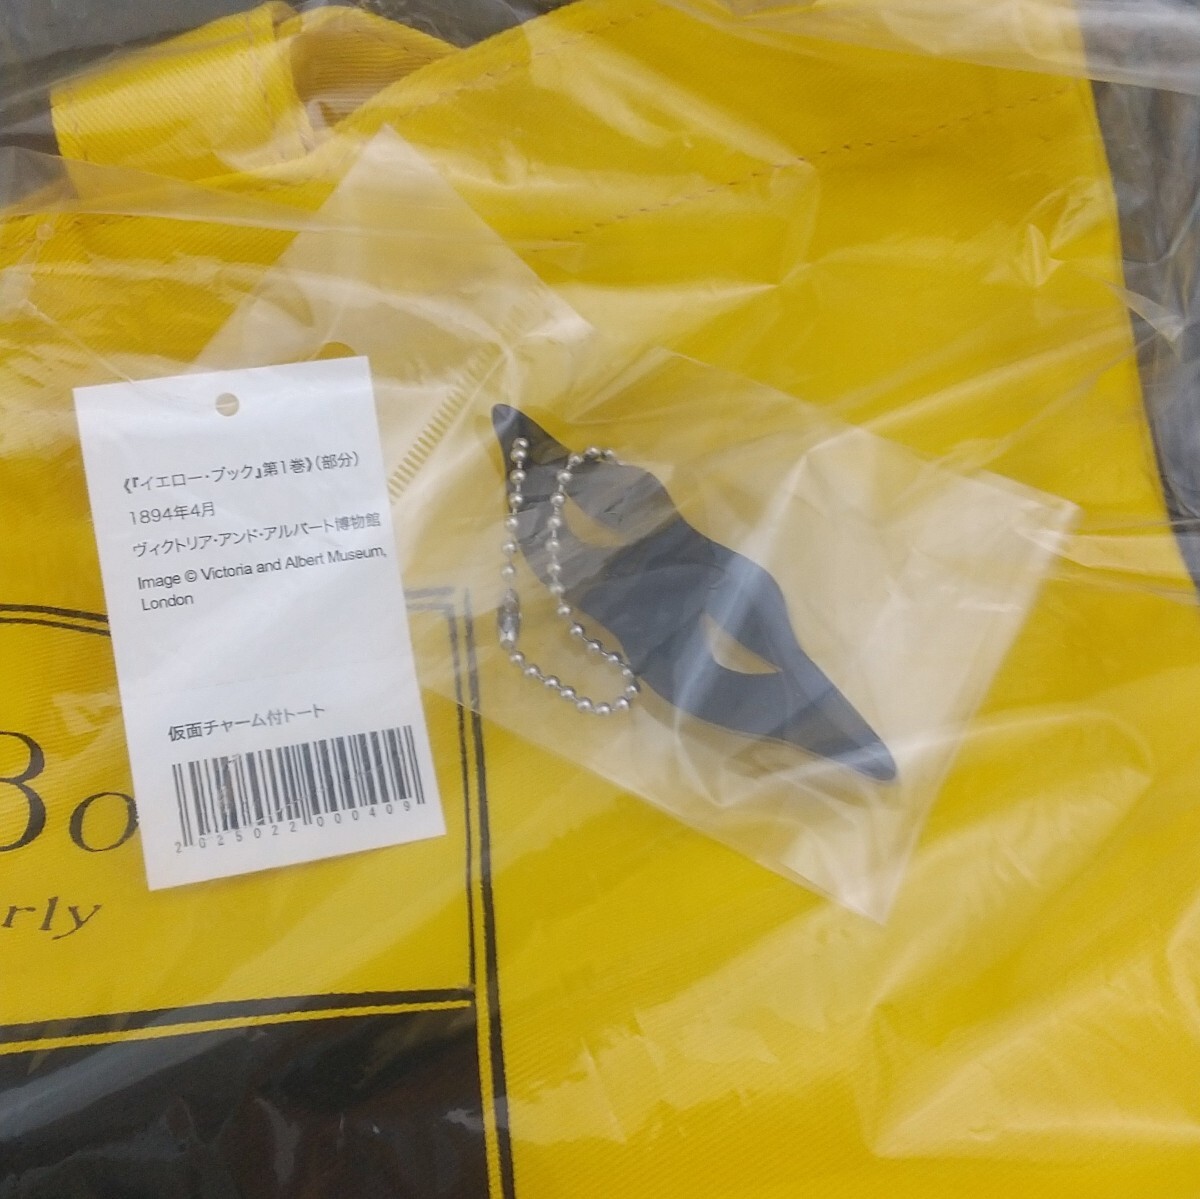 《『イエロー・ブック』第1巻》(部分)
1894年4月
ヴィクトリア・アンド・アルバート博物館
Image © Victoria and Albert Museum,
London
仮面チャーム付トート
2025022000409
Bo
rly